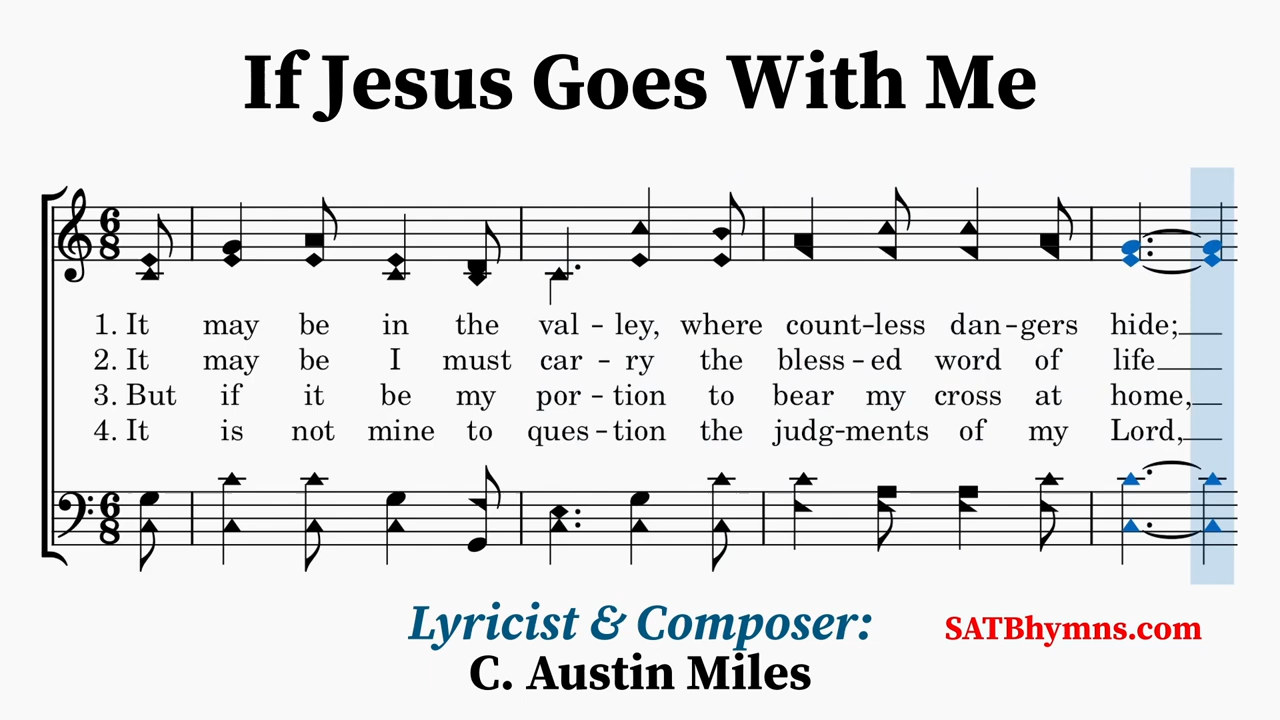 If Jesus Goes With Me
6 8
1. It may be in the val - ley, where count-less dan-gers hide;
2. It may be I must car - ry the bless-ed word of life
3. But if it be my por - tion to bear my cross at home,
4. It is not mine to ques-tion the judg-ments of my Lord,
6 8
Lyricist & Composer:
C. Austin Miles
SATBhymns.com